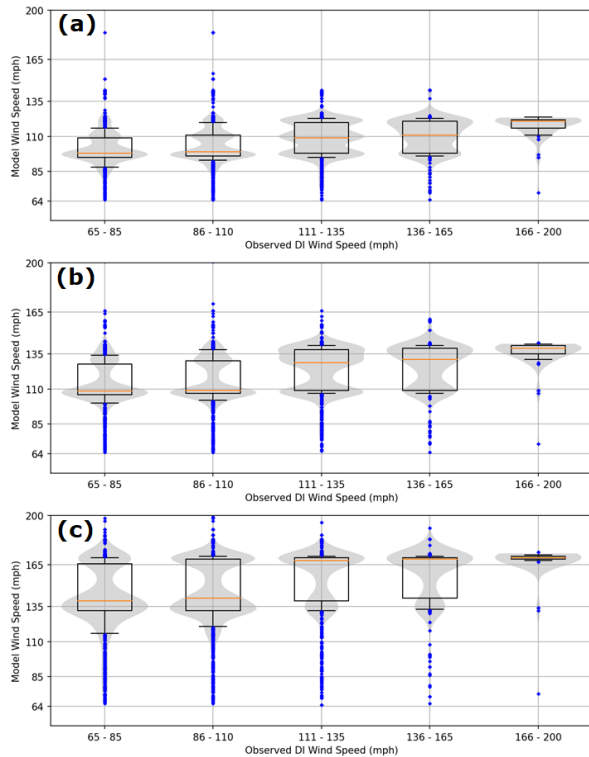 (a)
200
165
135
110
85
64
Model Wind Speed (mph)
65 - 85
86 - 110
111 - 135
136 - 165
166 - 200
Observed DI Wind Speed (mph)
(b)
200
165
135
110
85
64
Model Wind Speed (mph)
65 - 85
86 - 110
111 - 135
136 - 165
166 - 200
Observed DI Wind Speed (mph)
(c)
200
165
135
110
85
64
Model Wind Speed (mph)
65 - 85
86 - 110
111 - 135
136 - 165
166 - 200
Observed DI Wind Speed (mph)